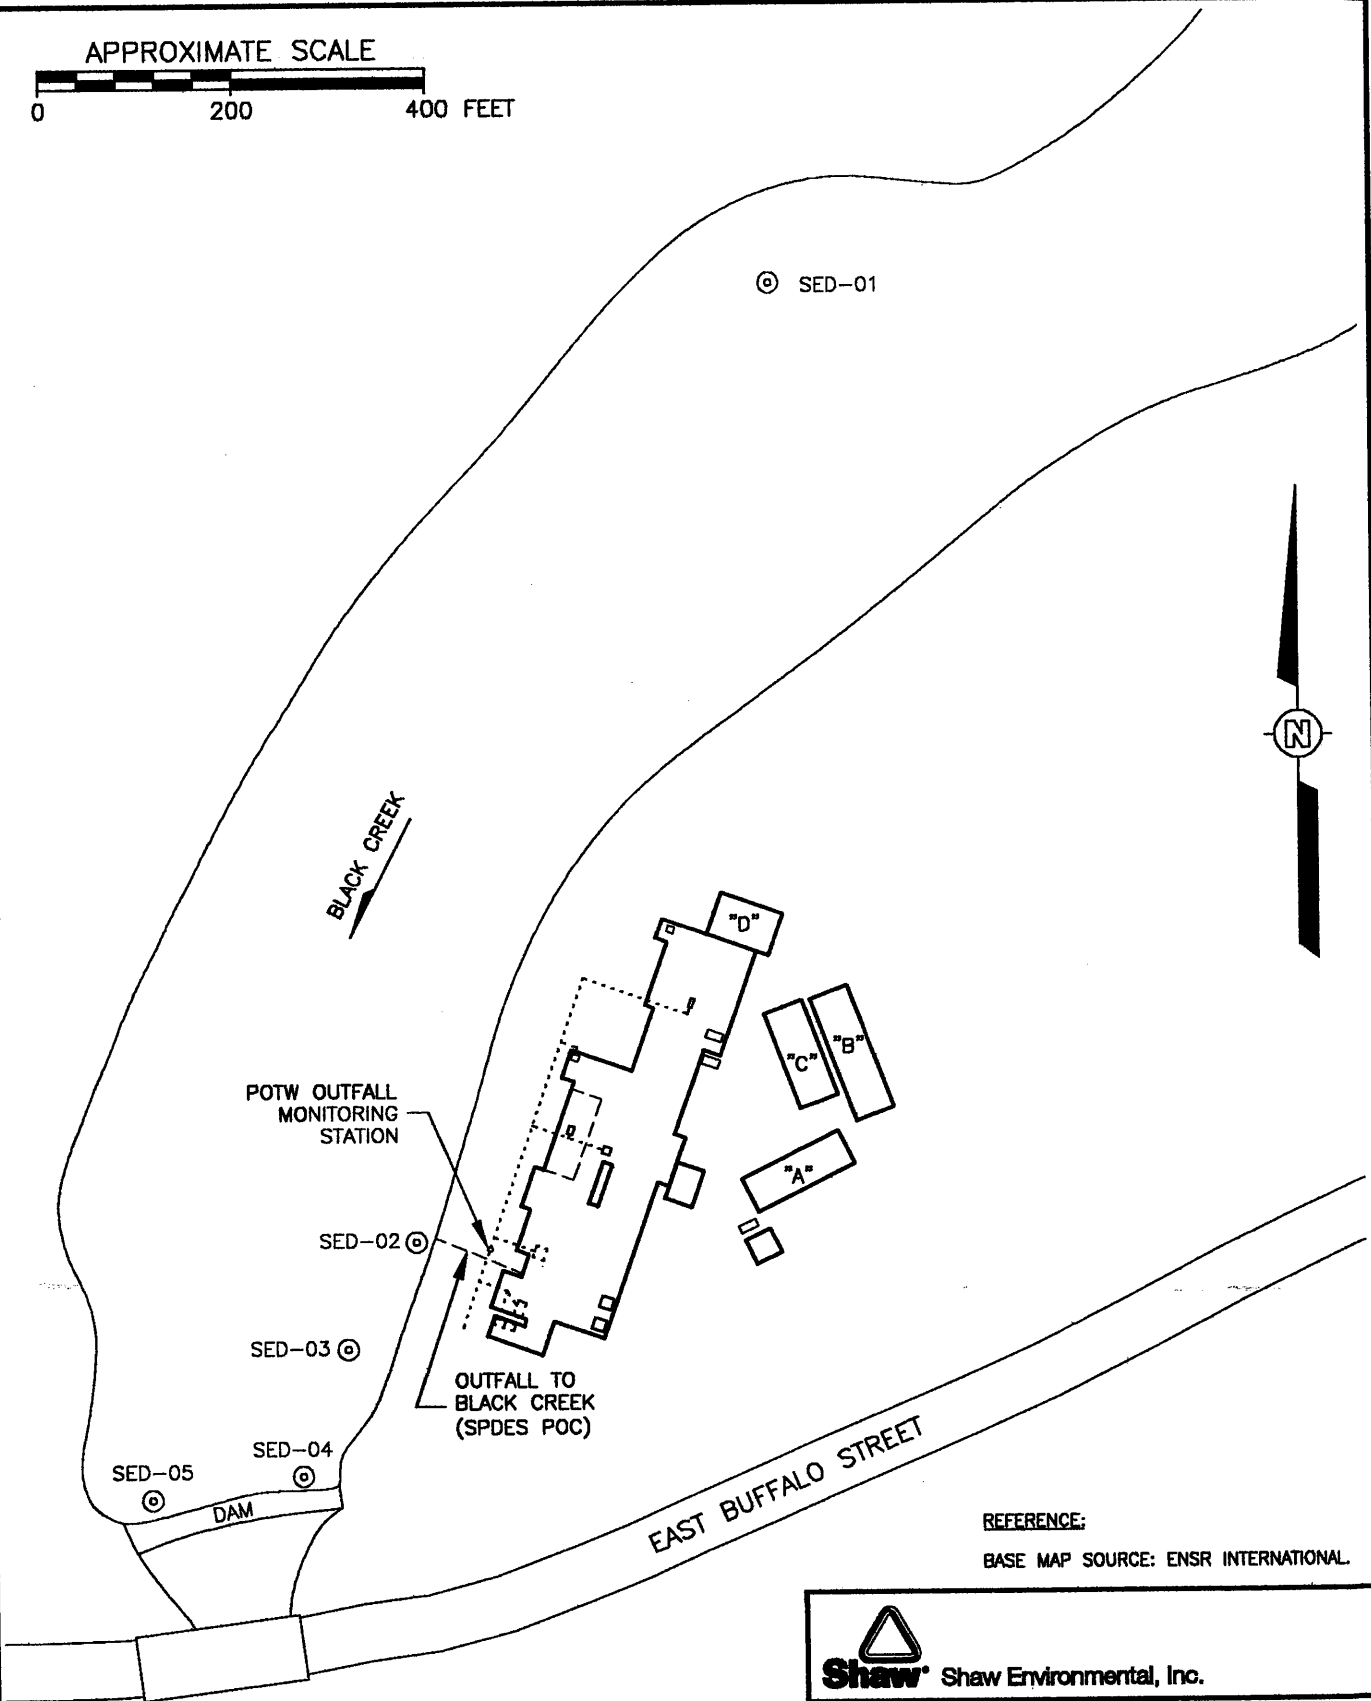 APPROXIMATE SCALE
0 200 400 FEET
SED-01
N
BLACK CREEK
"D"
"C"
"B"
"A"
POTW OUTFALL
MONITORING
STATION
SED-02
SED-03
OUTFALL TO
BLACK CREEK
(SPDES POC)
SED-04
SED-05
DAM
EAST BUFFALO STREET
REFERENCE:
BASE MAP SOURCE: ENSR INTERNATIONAL.
Shaw® Shaw Environmental, Inc.